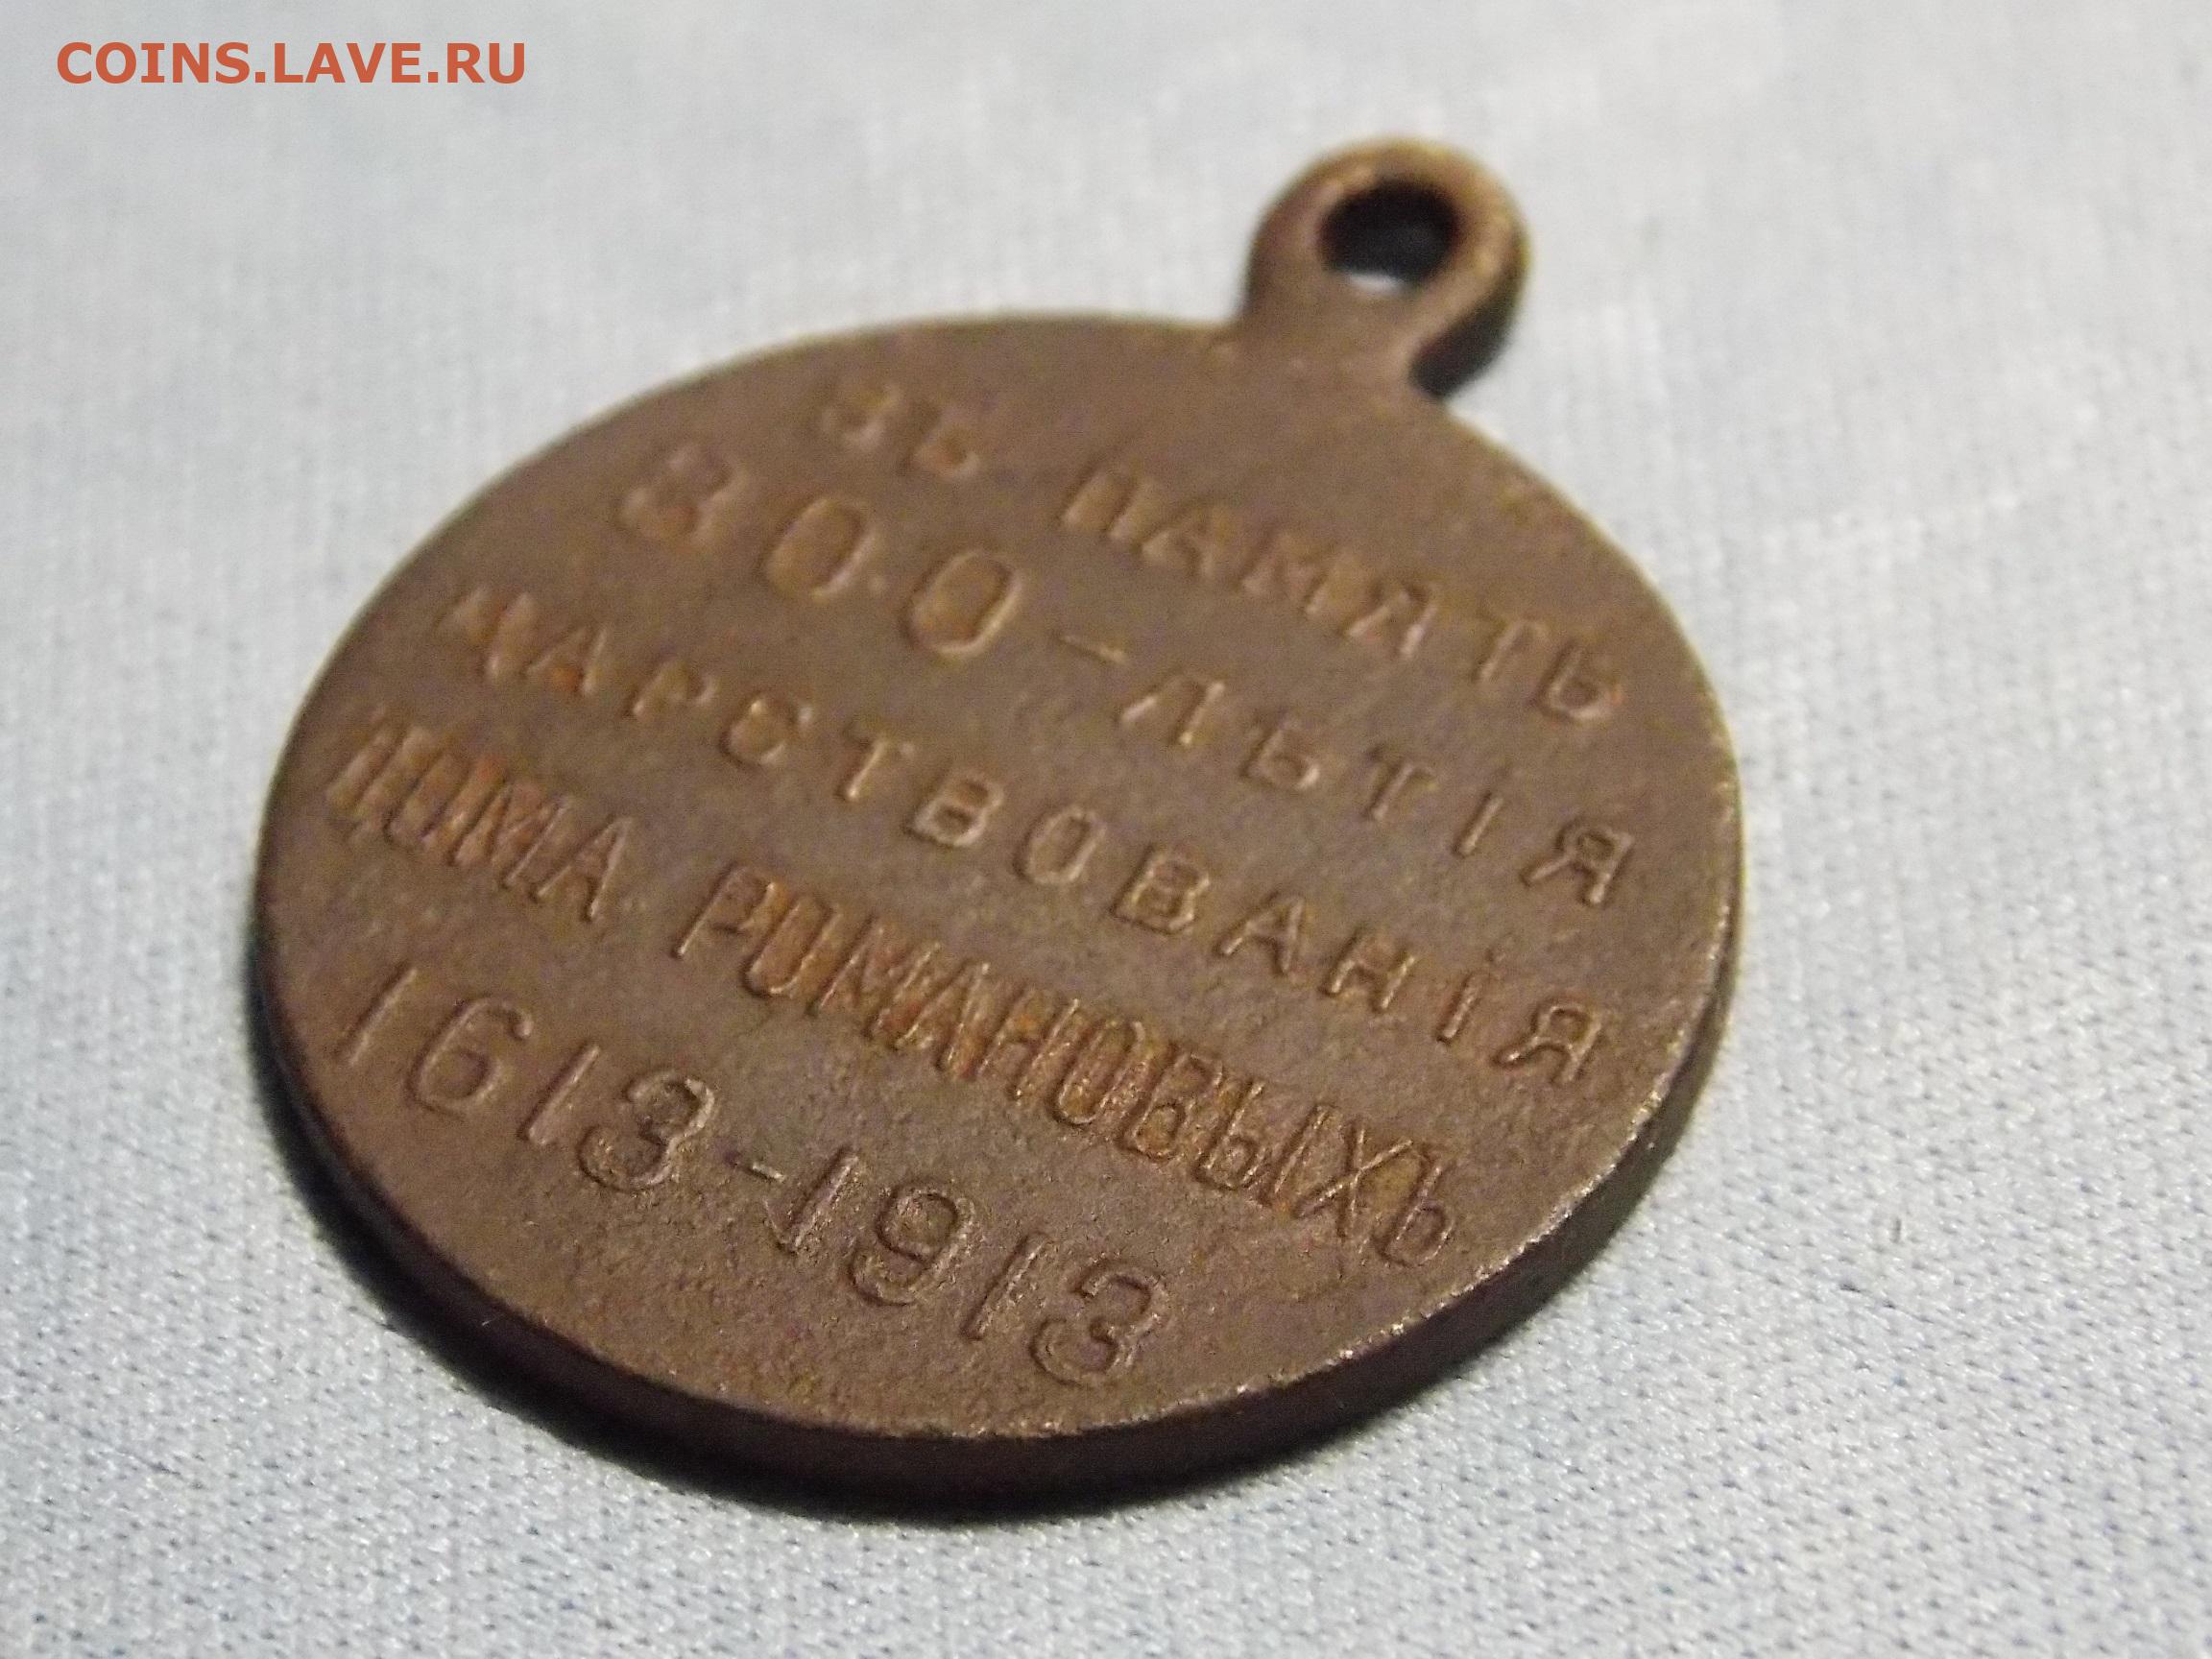 COINS.LAVE.RU
ВЪ ПАМЯТЬ
300-ЛѢТІЯ
ЦАРСТВОВАНІЯ
ДОМА РОМАНОВЫХЪ
1613-1913